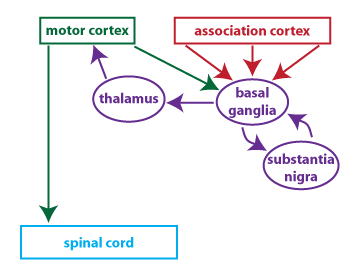 motor cortex
association cortex
thalamus
basal
ganglia
substantia
nigra
spinal cord